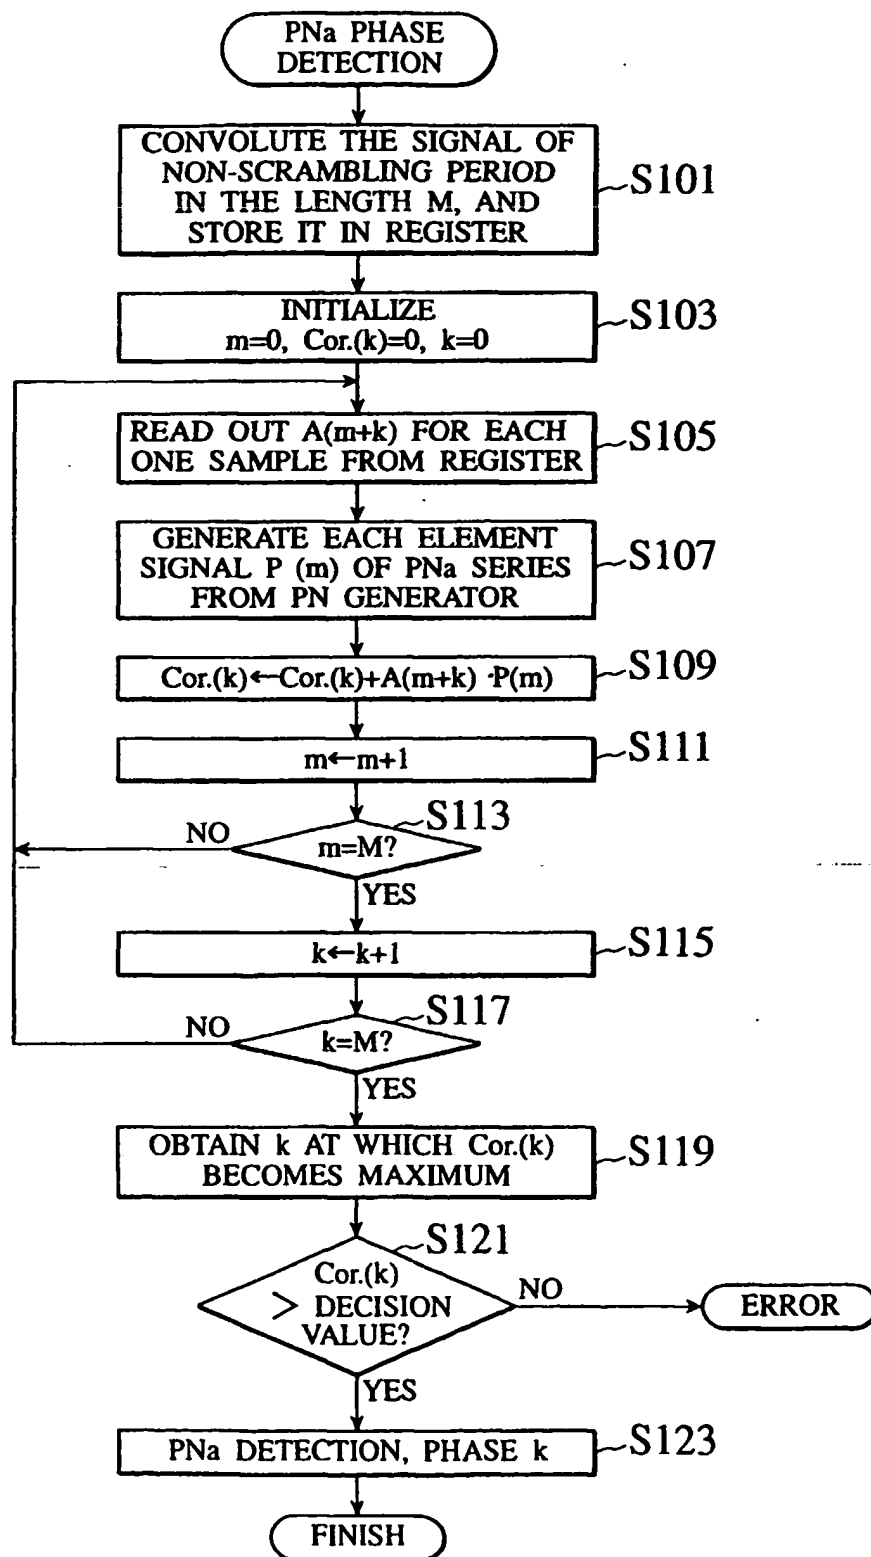 PNa PHASE
DETECTION
CONVOLUTE THE SIGNAL OF
NON-SCRAMBLING PERIOD
IN THE LENGTH M, AND
STORE IT IN REGISTER
S101
INITIALIZE
m=0, Cor.(k)=0, k=0
S103
READ OUT A(m+k) FOR EACH
ONE SAMPLE FROM REGISTER
S105
GENERATE EACH ELEMENT
SIGNAL P (m) OF PNa SERIES
FROM PN GENERATOR
S107
Cor.(k)←Cor.(k)+A(m+k) ·P(m)
S109
m←m+1
S111
S113
NO
m=M?
YES
k←k+1
S115
S117
NO
k=M?
YES
OBTAIN k AT WHICH Cor.(k)
BECOMES MAXIMUM
S119
S121
Cor.(k)
> DECISION
VALUE?
NO
ERROR
YES
PNa DETECTION, PHASE k
S123
FINISH